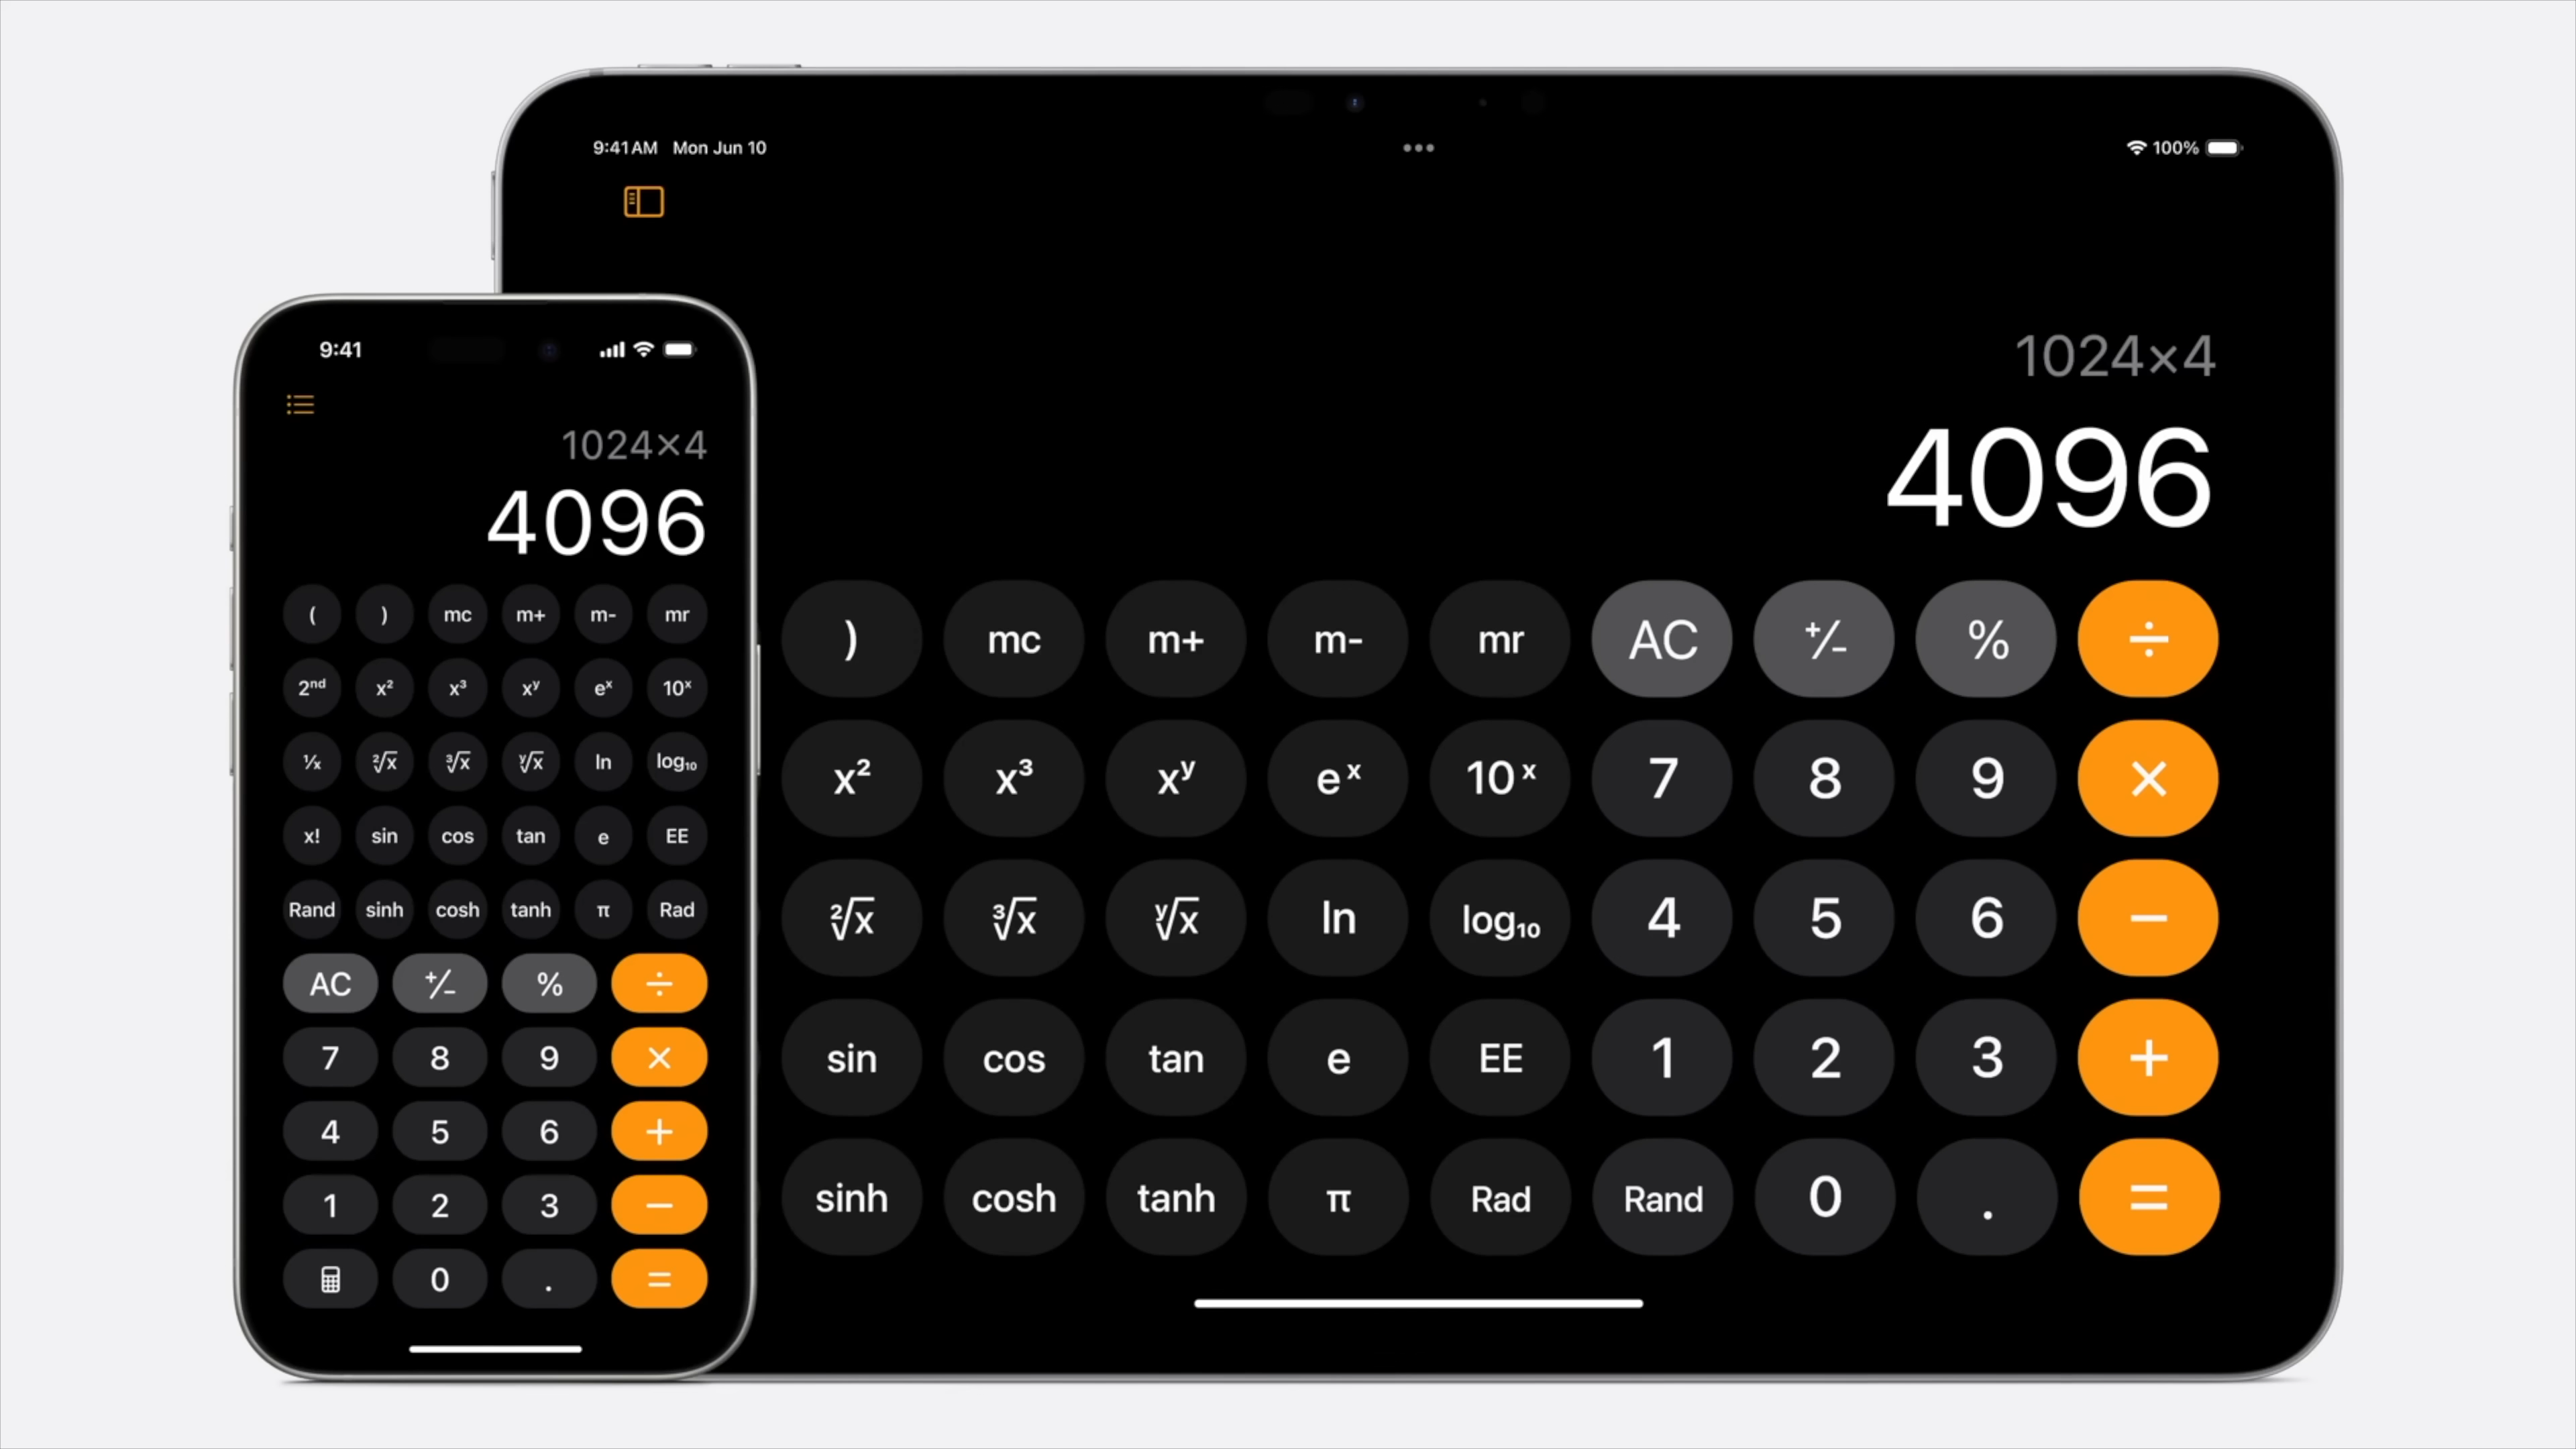 9:41 AM Mon Jun 10
100%
1024×4
4096
) mc m+ m- mr AC +/- % ÷
x² x³ xʸ eˣ 10ˣ 7 8 9 ×
²√x ³√x ʸ√x ln log₁₀ 4 5 6 −
sin cos tan e EE 1 2 3 +
sinh cosh tanh π Rad Rand 0 . =
9:41
1024×4
4096
( ) mc m+ m- mr
2ⁿᵈ x² x³ xʸ eˣ 10ˣ
¹/x ²√x ³√x ʸ√x ln log₁₀
x! sin cos tan e EE
Rand sinh cosh tanh π Rad
AC +/- % ÷
7 8 9 ×
4 5 6 +
1 2 3 −
0 . =